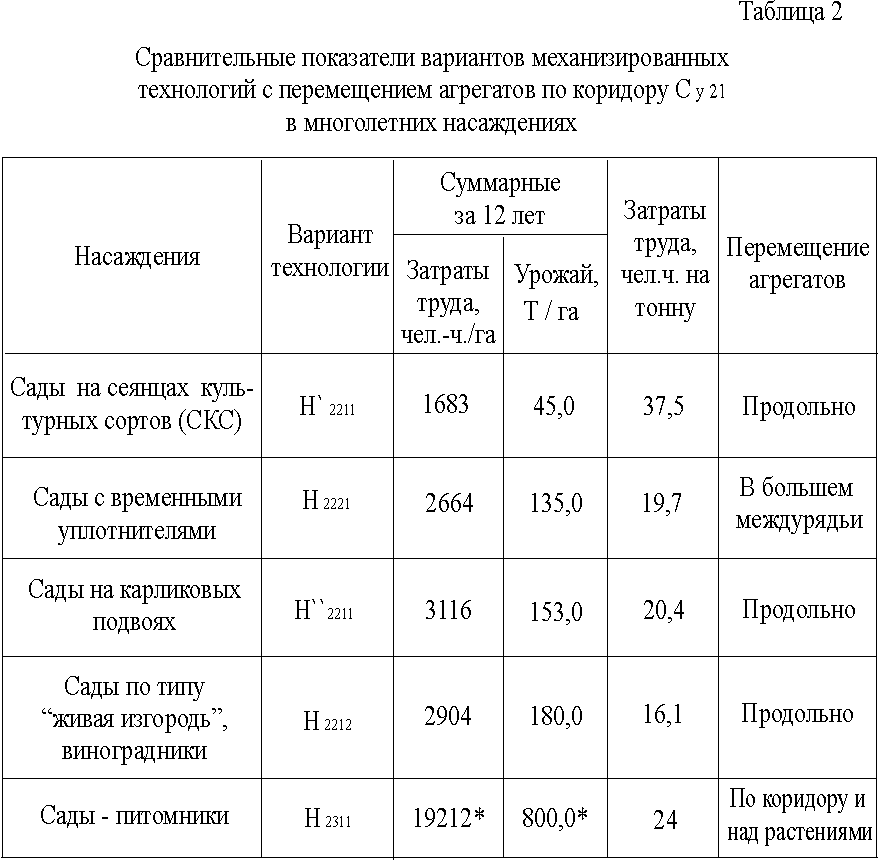 Таблица 2
Сравнительные показатели вариантов механизированных
технологий с перемещением агрегатов по коридору С у 21
в многолетних насаждениях
Насаждения
Вариант
технологии
Суммарные
за 12 лет
Затраты
труда,
чел.-ч./га
Урожай,
Т / га
Затраты
труда,
чел.ч. на
тонну
Перемещение
агрегатов
Сады на сеянцах куль-
турных сортов (СКС)
Н` 2211
1683
45,0
37,5
Продольно
Сады с временными
уплотнителями
Н 2221
2664
135,0
19,7
В большем
междурядьи
Сады на карликовых
подвоях
Н`` 2211
3116
153,0
20,4
Продольно
Сады по типу
“живая изгородь”,
виноградники
Н 2212
2904
180,0
16,1
Продольно
Сады - питомники
Н 2311
19212*
800,0*
24
По коридору и
над растениями